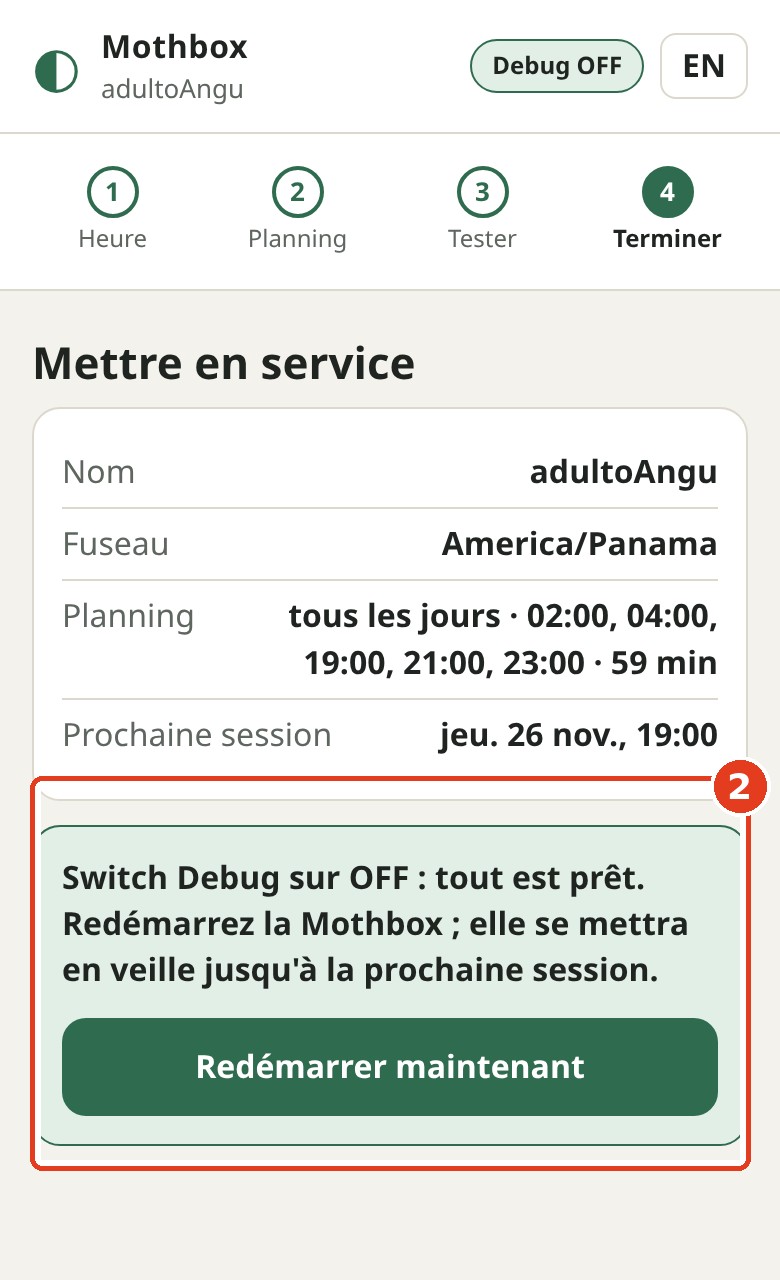 Mothbox
adultoAngu
Debug OFF
EN
1
Heure
2
Planning
3
Tester
4
Terminer
Mettre en service
Nom adultoAngu
Fuseau America/Panama
Planning tous les jours · 02:00, 04:00,
19:00, 21:00, 23:00 · 59 min
Prochaine session jeu. 26 nov., 19:00
2
Switch Debug sur OFF : tout est prêt.
Redémarrez la Mothbox ; elle se mettra
en veille jusqu'à la prochaine session.
Redémarrer maintenant